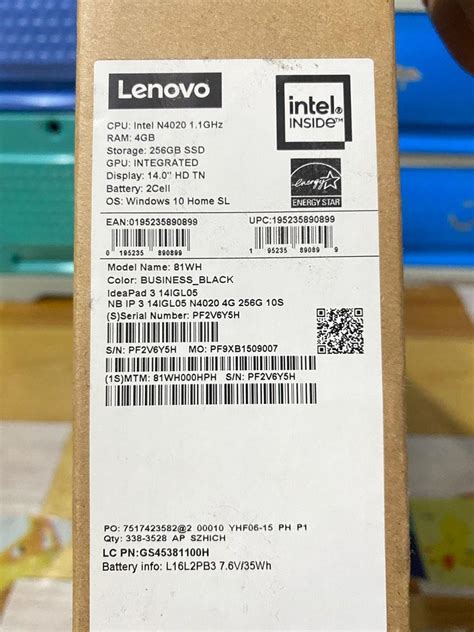 Lenovo
intel®
INSIDE™
CPU: Intel N4020 1.1GHz
RAM: 4GB
Storage: 256GB SSD
GPU: INTEGRATED
Display: 14.0'' HD TN
Battery: 2Cell
OS: Windows 10 Home SL
energy
ENERGY STAR
EAN:0195235890899 UPC:195235890899
0 195235 890899 1 95235 89089 9
Model Name: 81WH
Color: BUSINESS_BLACK
IdeaPad 3 14IGL05
NB IP 3 14IGL05 N4020 4G 256G 10S
(S)Serial Number: PF2V6Y5H
S/N: PF2V6Y5H MO: PF9XB1509007
(1S)MTM: 81WH000HPH S/N: PF2V6Y5H
PO: 7517423582@2 00010 YHF06-15 PH P1
Qty: 338-3528 AP SZHICH
LC PN:GS45381100H
Battery info: L16L2PB3 7.6V/35Wh